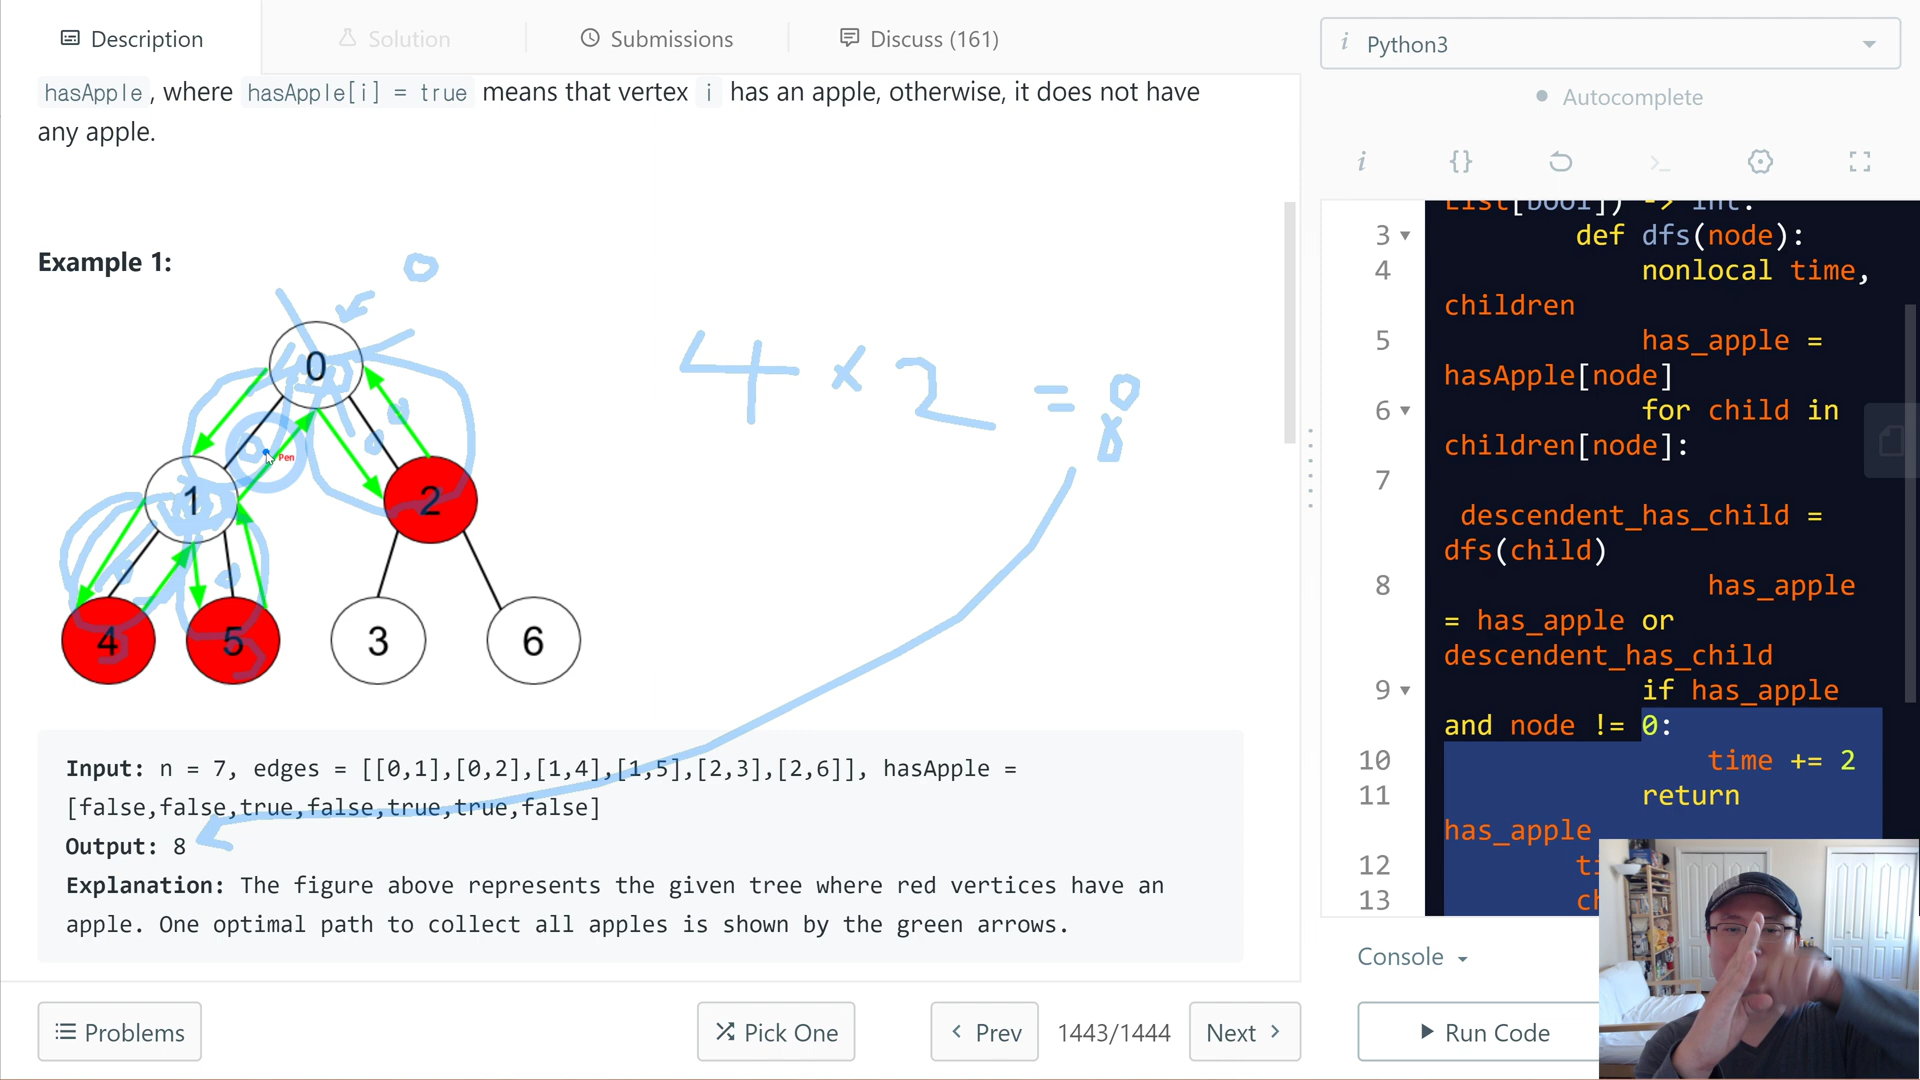 Description
Solution
Submissions
Discuss (161)
hasApple , where hasApple[i] = true means that vertex i has an apple, otherwise, it does not have
any apple.
Example 1:
0
0
1
2
4
5
3
6
Pen
4 x 2 = 8
Input: n = 7, edges = [[0,1],[0,2],[1,4],[1,5],[2,3],[2,6]], hasApple =
[false,false,true,false,true,true,false]
Output: 8
Explanation: The figure above represents the given tree where red vertices have an
apple. One optimal path to collect all apples is shown by the green arrows.
Problems
Pick One
Prev
1443/1444
Next
i Python3
Autocomplete
i {} >_
List[bool]) -> int:
3 def dfs(node):
4 nonlocal time,
children
5 has_apple =
hasApple[node]
6 for child in
children[node]:
7
descendent_has_child =
dfs(child)
8 has_apple
= has_apple or
descendent_has_child
9 if has_apple
and node != 0:
10 time += 2
11 return
has_apple
12 ti
13 ch
Console
Run Code